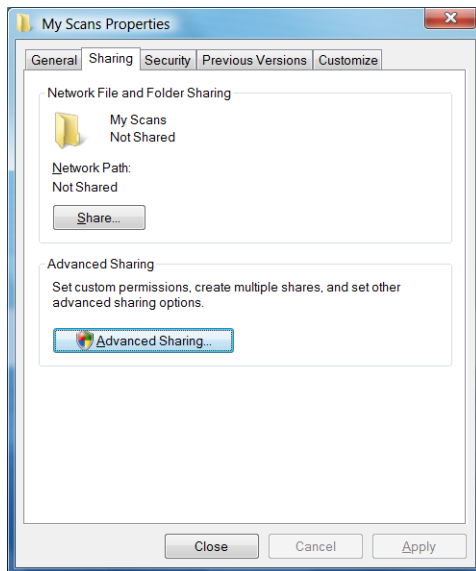 My Scans Properties
General Sharing Security Previous Versions Customize
Network File and Folder Sharing
My Scans
Not Shared
Network Path:
Not Shared
Share...
Advanced Sharing
Set custom permissions, create multiple shares, and set other
advanced sharing options.
Advanced Sharing...
Close Cancel Apply